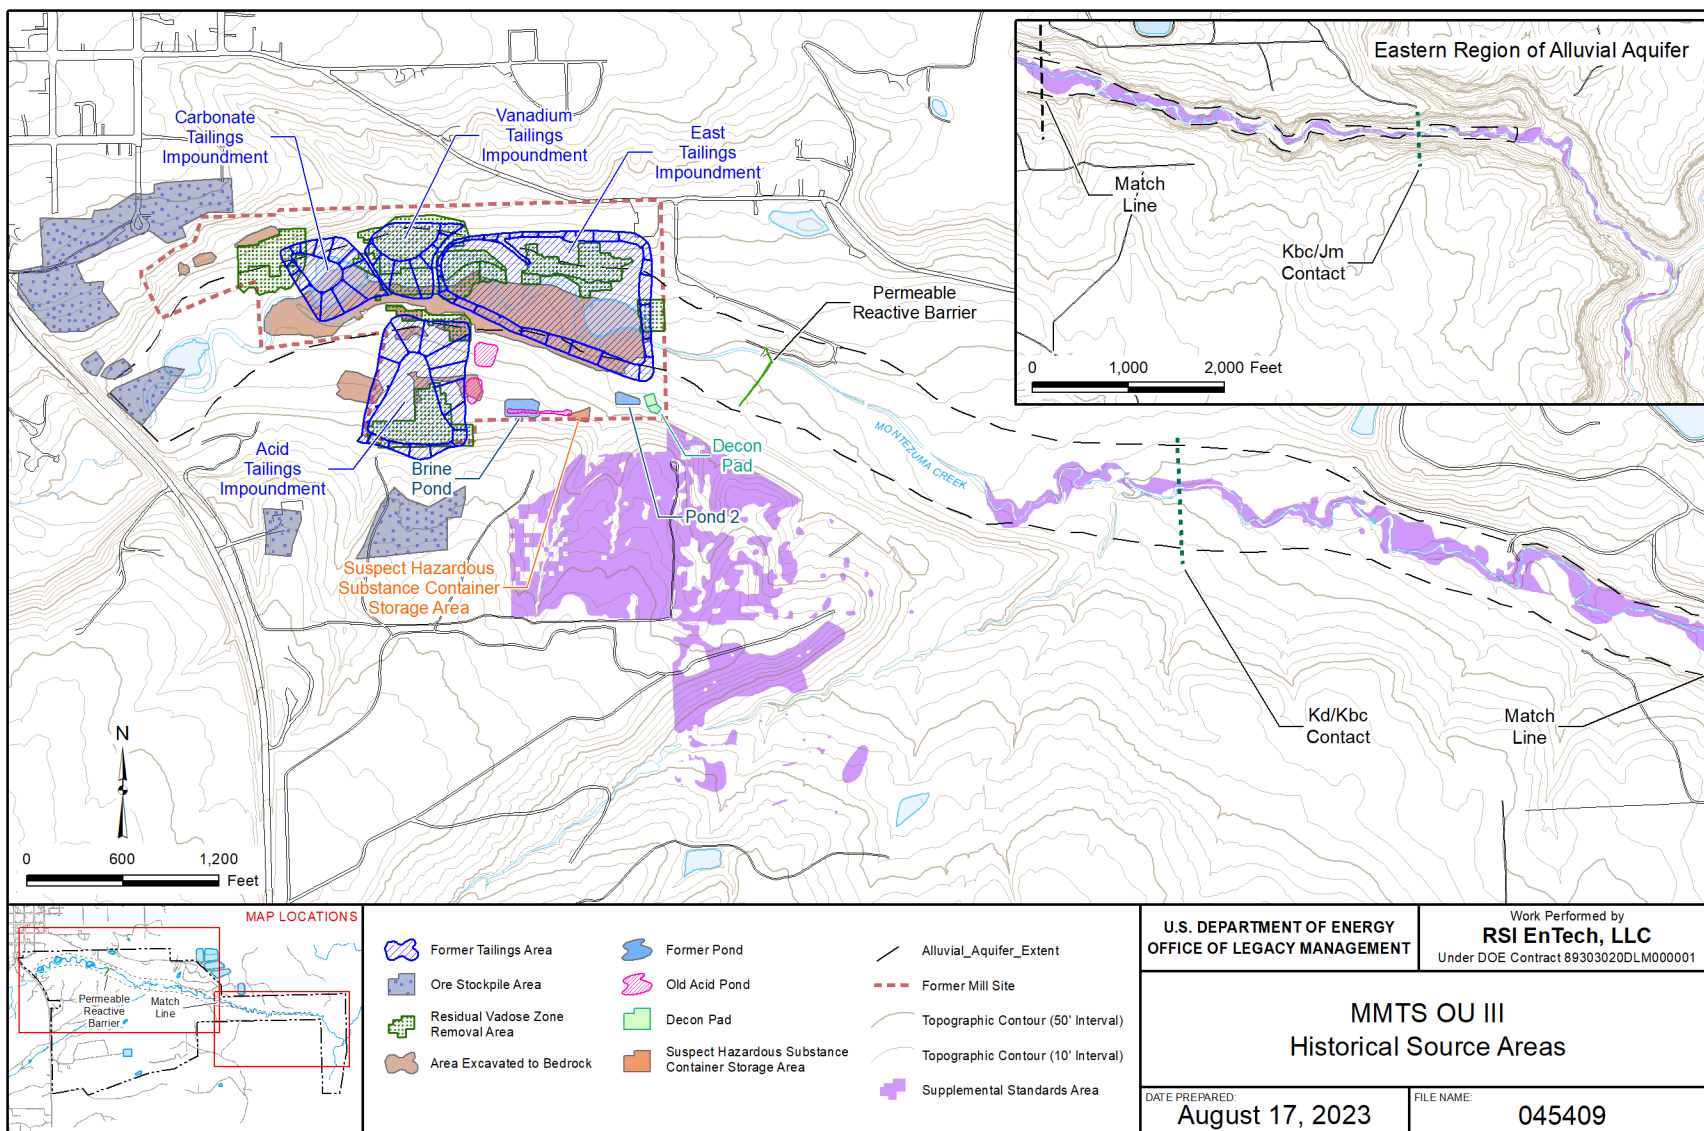 Eastern Region of Alluvial Aquifer
Match
Line
Kbc/Jm
Contact
0 1,000 2,000 Feet
Carbonate
Tailings
Impoundment
Vanadium
Tailings
Impoundment
East
Tailings
Impoundment
Permeable
Reactive Barrier
MONTEZUMA CREEK
Acid
Tailings
Impoundment
Brine
Pond
Decon
Pad
Pond 2
Suspect Hazardous
Substance Container
Storage Area
Kd/Kbc
Contact
Match
Line
N
0 600 1,200
Feet
MAP LOCATIONS
Permeable
Reactive
Barrier
Match
Line
Former Tailings Area
Ore Stockpile Area
Residual Vadose Zone
Removal Area
Area Excavated to Bedrock
Former Pond
Old Acid Pond
Decon Pad
Suspect Hazardous Substance
Container Storage Area
Alluvial_Aquifer_Extent
Former Mill Site
Topographic Contour (50' Interval)
Topographic Contour (10' Interval)
Supplemental Standards Area
U.S. DEPARTMENT OF ENERGY
OFFICE OF LEGACY MANAGEMENT
Work Performed by
RSI EnTech, LLC
Under DOE Contract 89303020DLM000001
MMTS OU III
Historical Source Areas
DATE PREPARED:
August 17, 2023
FILE NAME:
045409